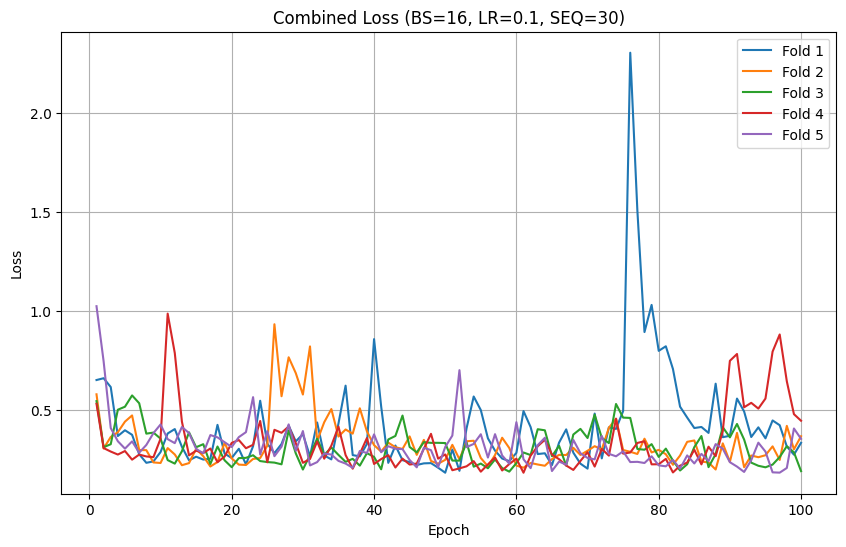 Combined Loss (BS=16, LR=0.1, SEQ=30)
Fold 1
Fold 2
Fold 3
Fold 4
Fold 5
2.0
1.5
1.0
0.5
Loss
0 20 40 60 80 100
Epoch